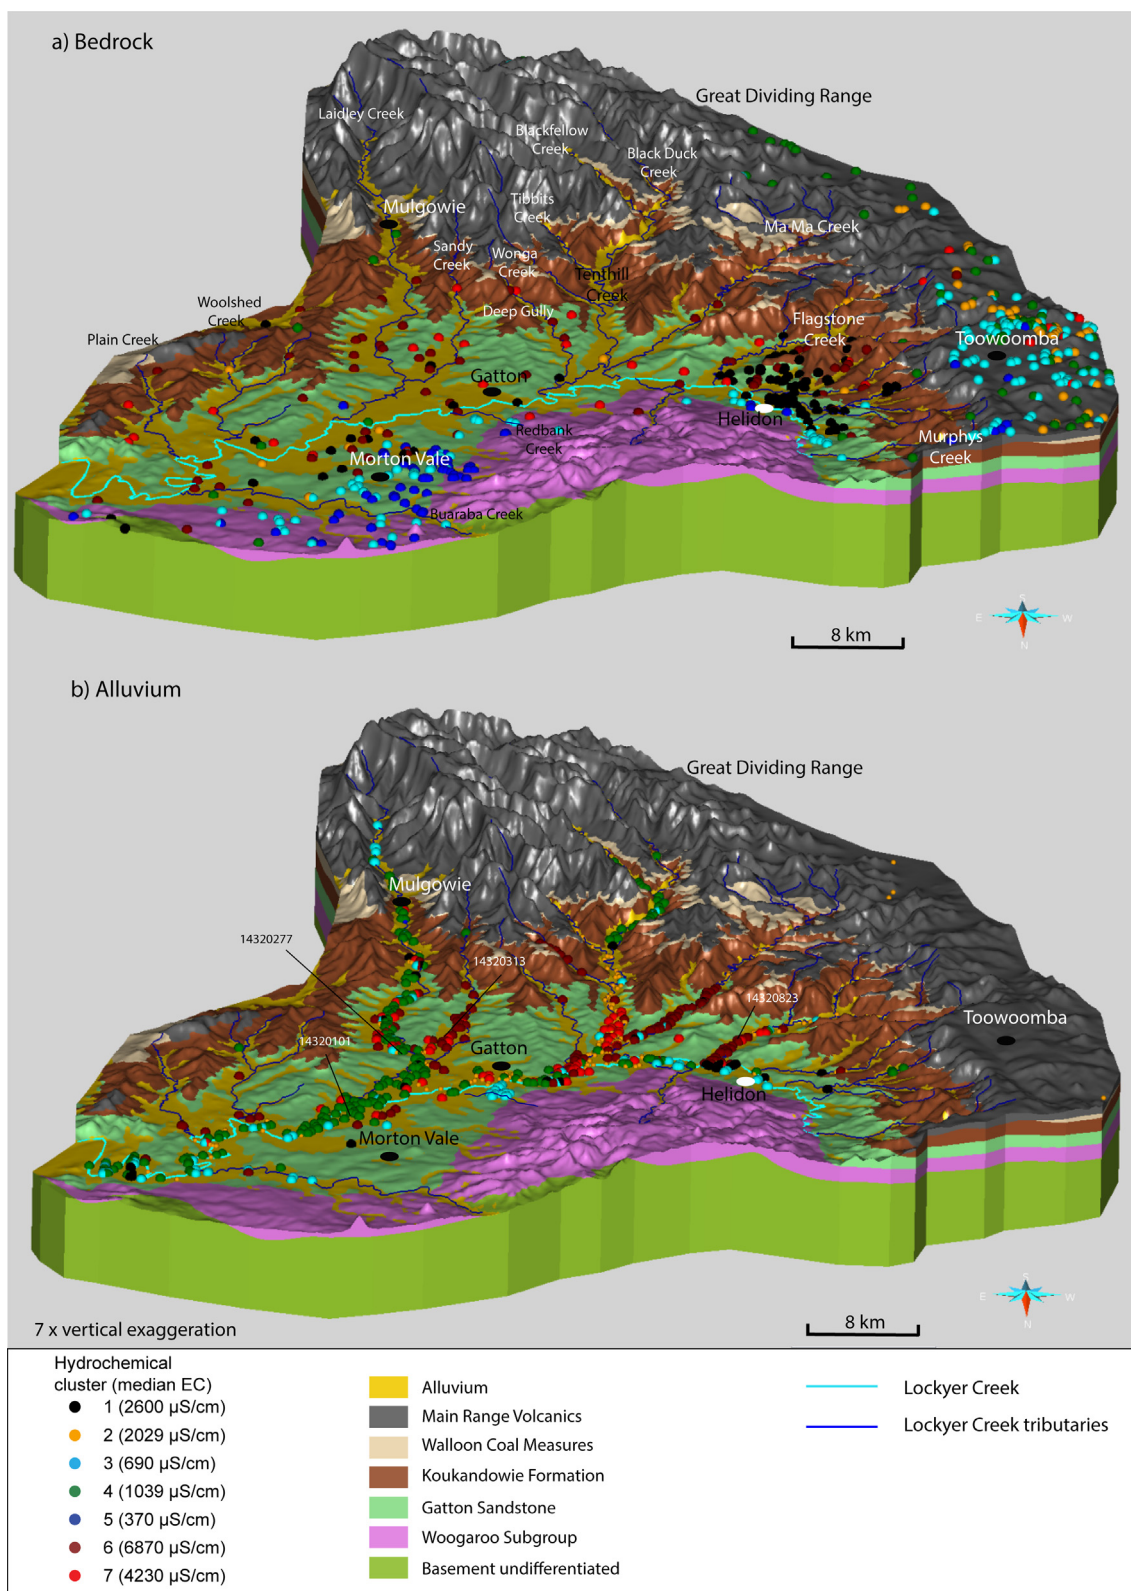 a) Bedrock
Great Dividing Range
Laidley Creek
Blackfellow
Creek
Black Duck
Creek
Mulgowie
Tibbits
Creek
Ma Ma Creek
Sandy
Creek
Wonga
Creek
Tenthill
Creek
Woolshed
Creek
Deep Gully
Flagstone
Creek
Plain Creek
Toowoomba
Gatton
Helidon
Redbank
Creek
Murphys
Creek
Morton Vale
Buaraba Creek
S
E
W
N
8 km
b) Alluvium
Great Dividing Range
Mulgowie
14320277
14320313
14320823
Toowoomba
14320101
Gatton
Helidon
Morton Vale
S
E
W
N
8 km
7 x vertical exaggeration
Hydrochemical
cluster (median EC)
1 (2600 µS/cm)
2 (2029 µS/cm)
3 (690 µS/cm)
4 (1039 µS/cm)
5 (370 µS/cm)
6 (6870 µS/cm)
7 (4230 µS/cm)
Alluvium
Main Range Volcanics
Walloon Coal Measures
Koukandowie Formation
Gatton Sandstone
Woogaroo Subgroup
Basement undifferentiated
Lockyer Creek
Lockyer Creek tributaries